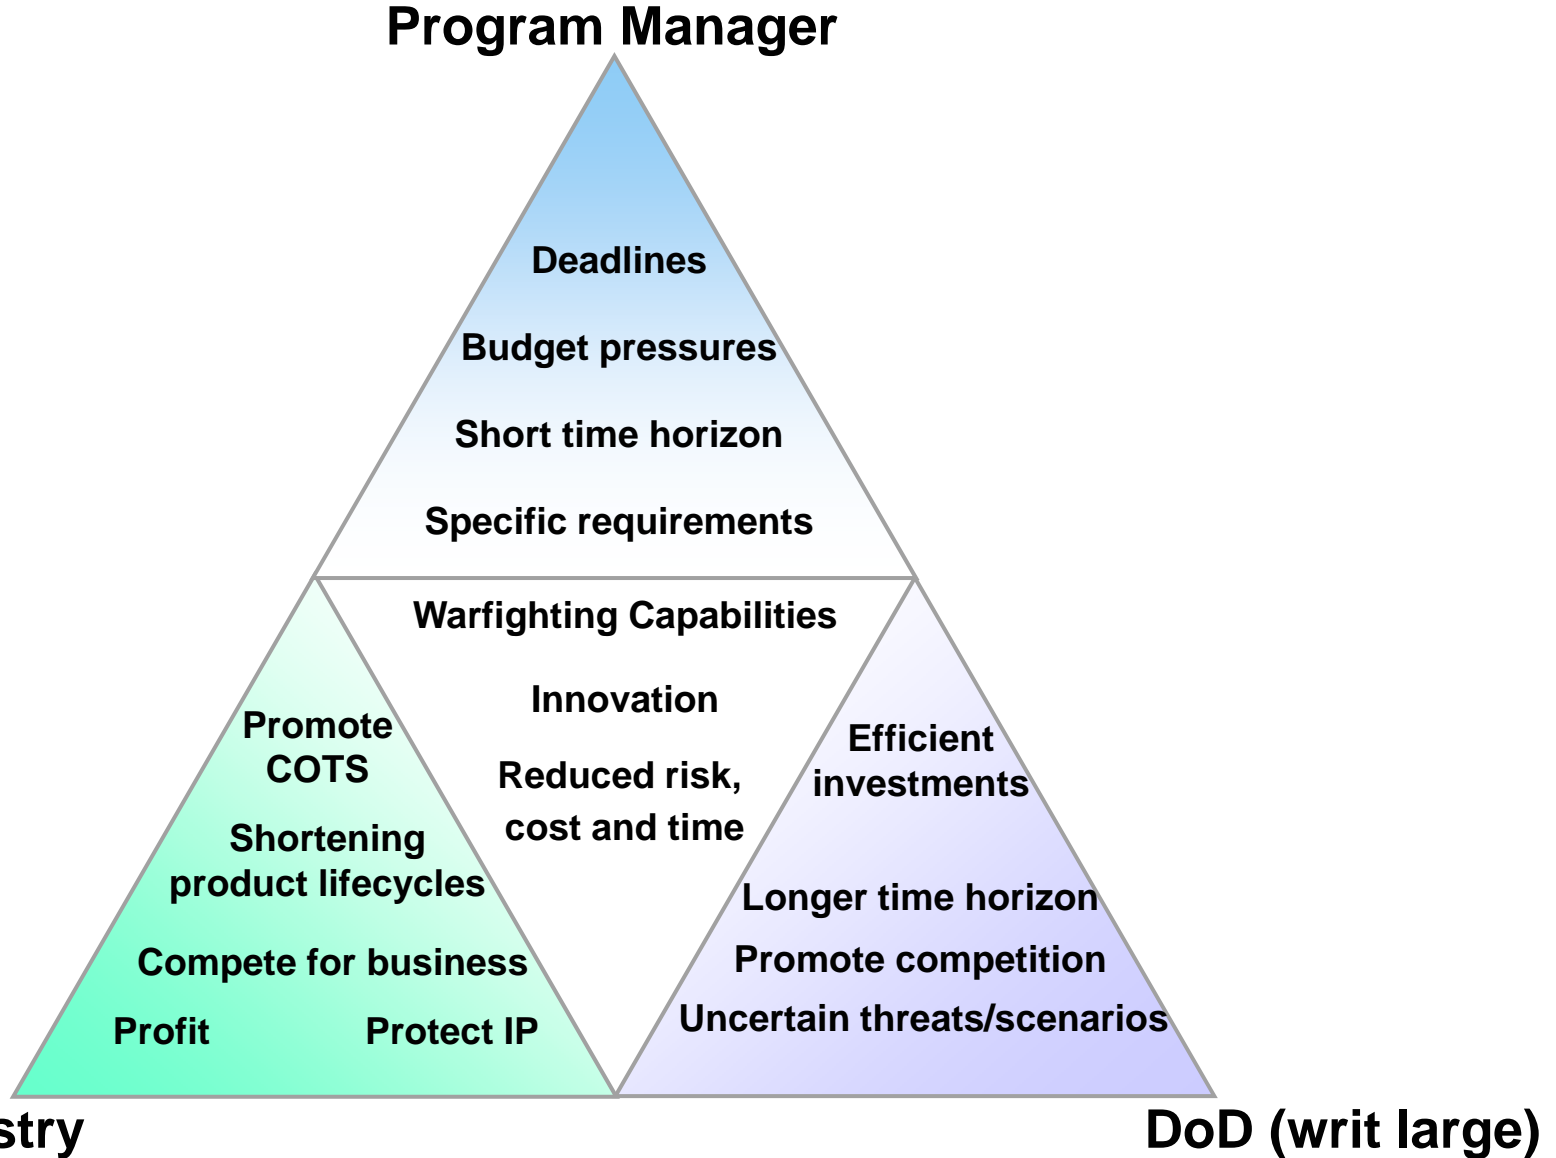 Program Manager
Deadlines
Budget pressures
Short time horizon
Specific requirements
Warfighting Capabilities
Innovation
Reduced risk,
cost and time
Promote
COTS
Shortening
product lifecycles
Compete for business
Profit
Protect IP
Efficient
investments
Longer time horizon
Promote competition
Uncertain threats/scenarios
DoD (writ large)